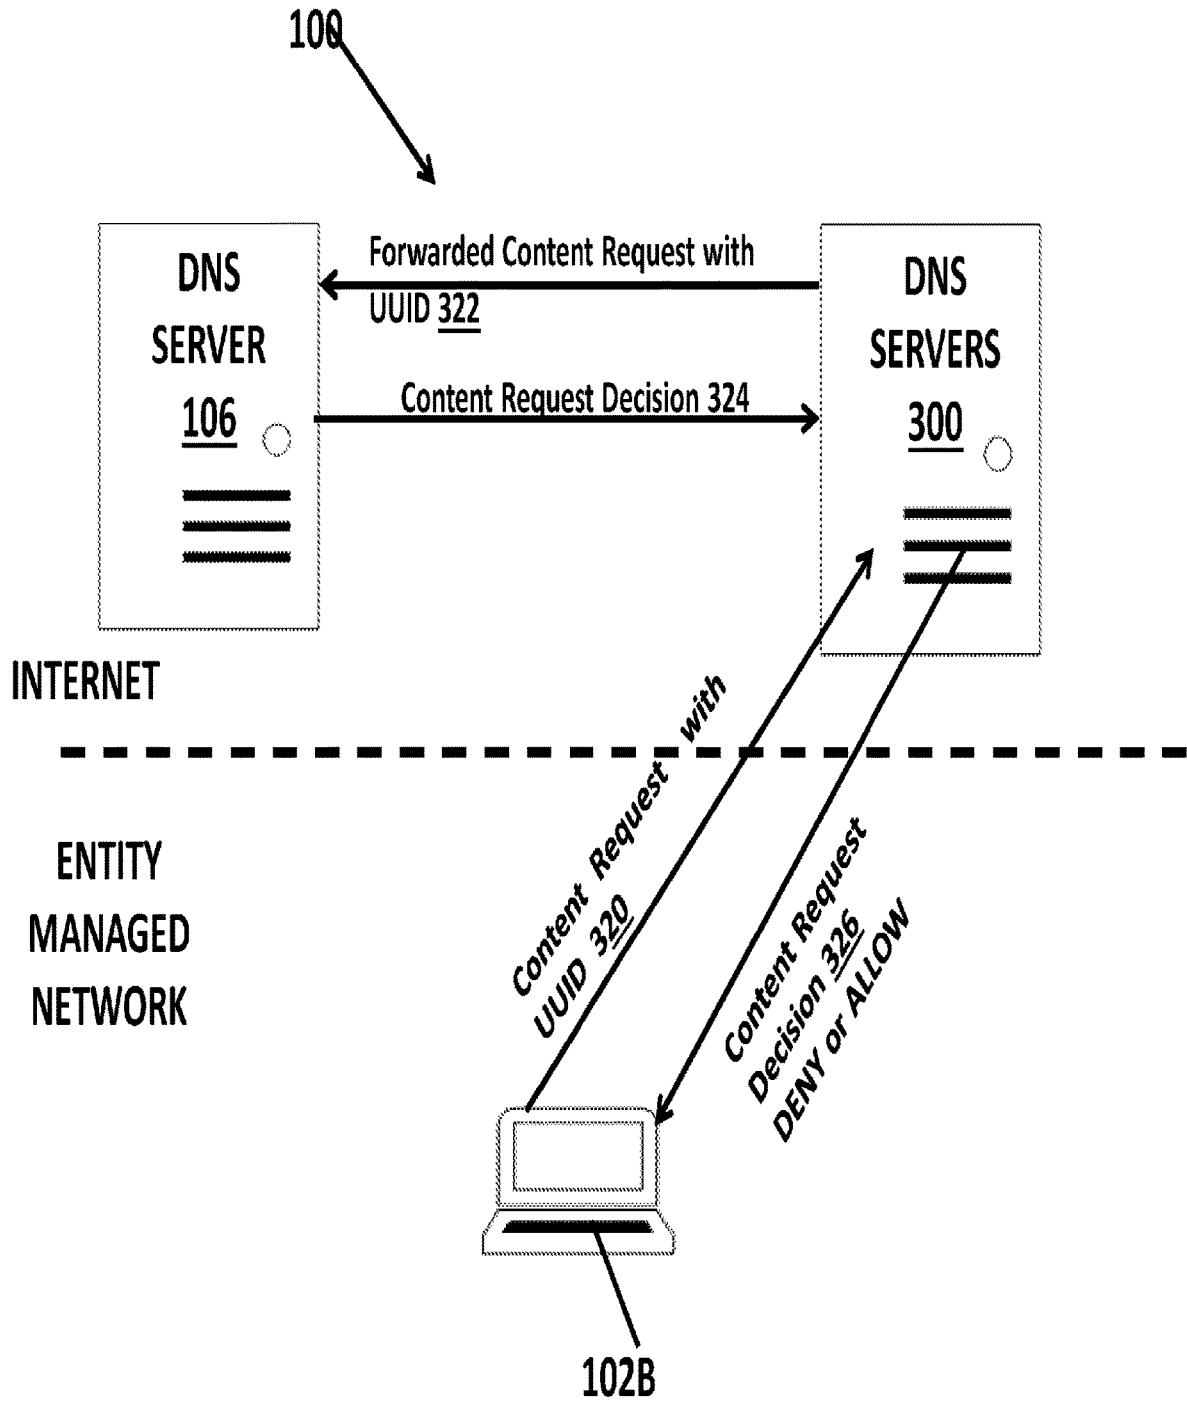 100
DNS
SERVER
106
Forwarded Content Request with
UUID 322
Content Request Decision 324
DNS
SERVERS
300
INTERNET
Content Request with
UUID 320
Content Request
Decision 326
DENY or ALLOW
ENTITY
MANAGED
NETWORK
102B